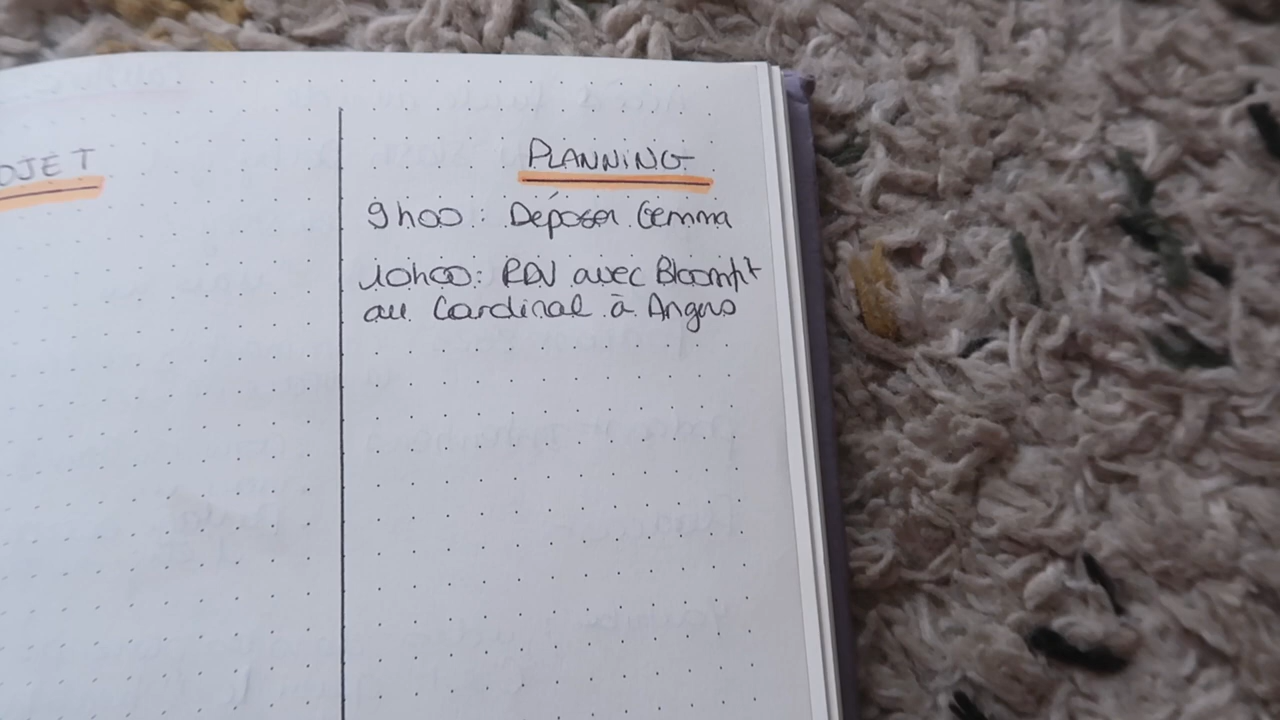 OJET
PLANNING
9h00 : Déposer Gemma
10h00 : RDV avec Bloomfit
au Cardinal à Angers